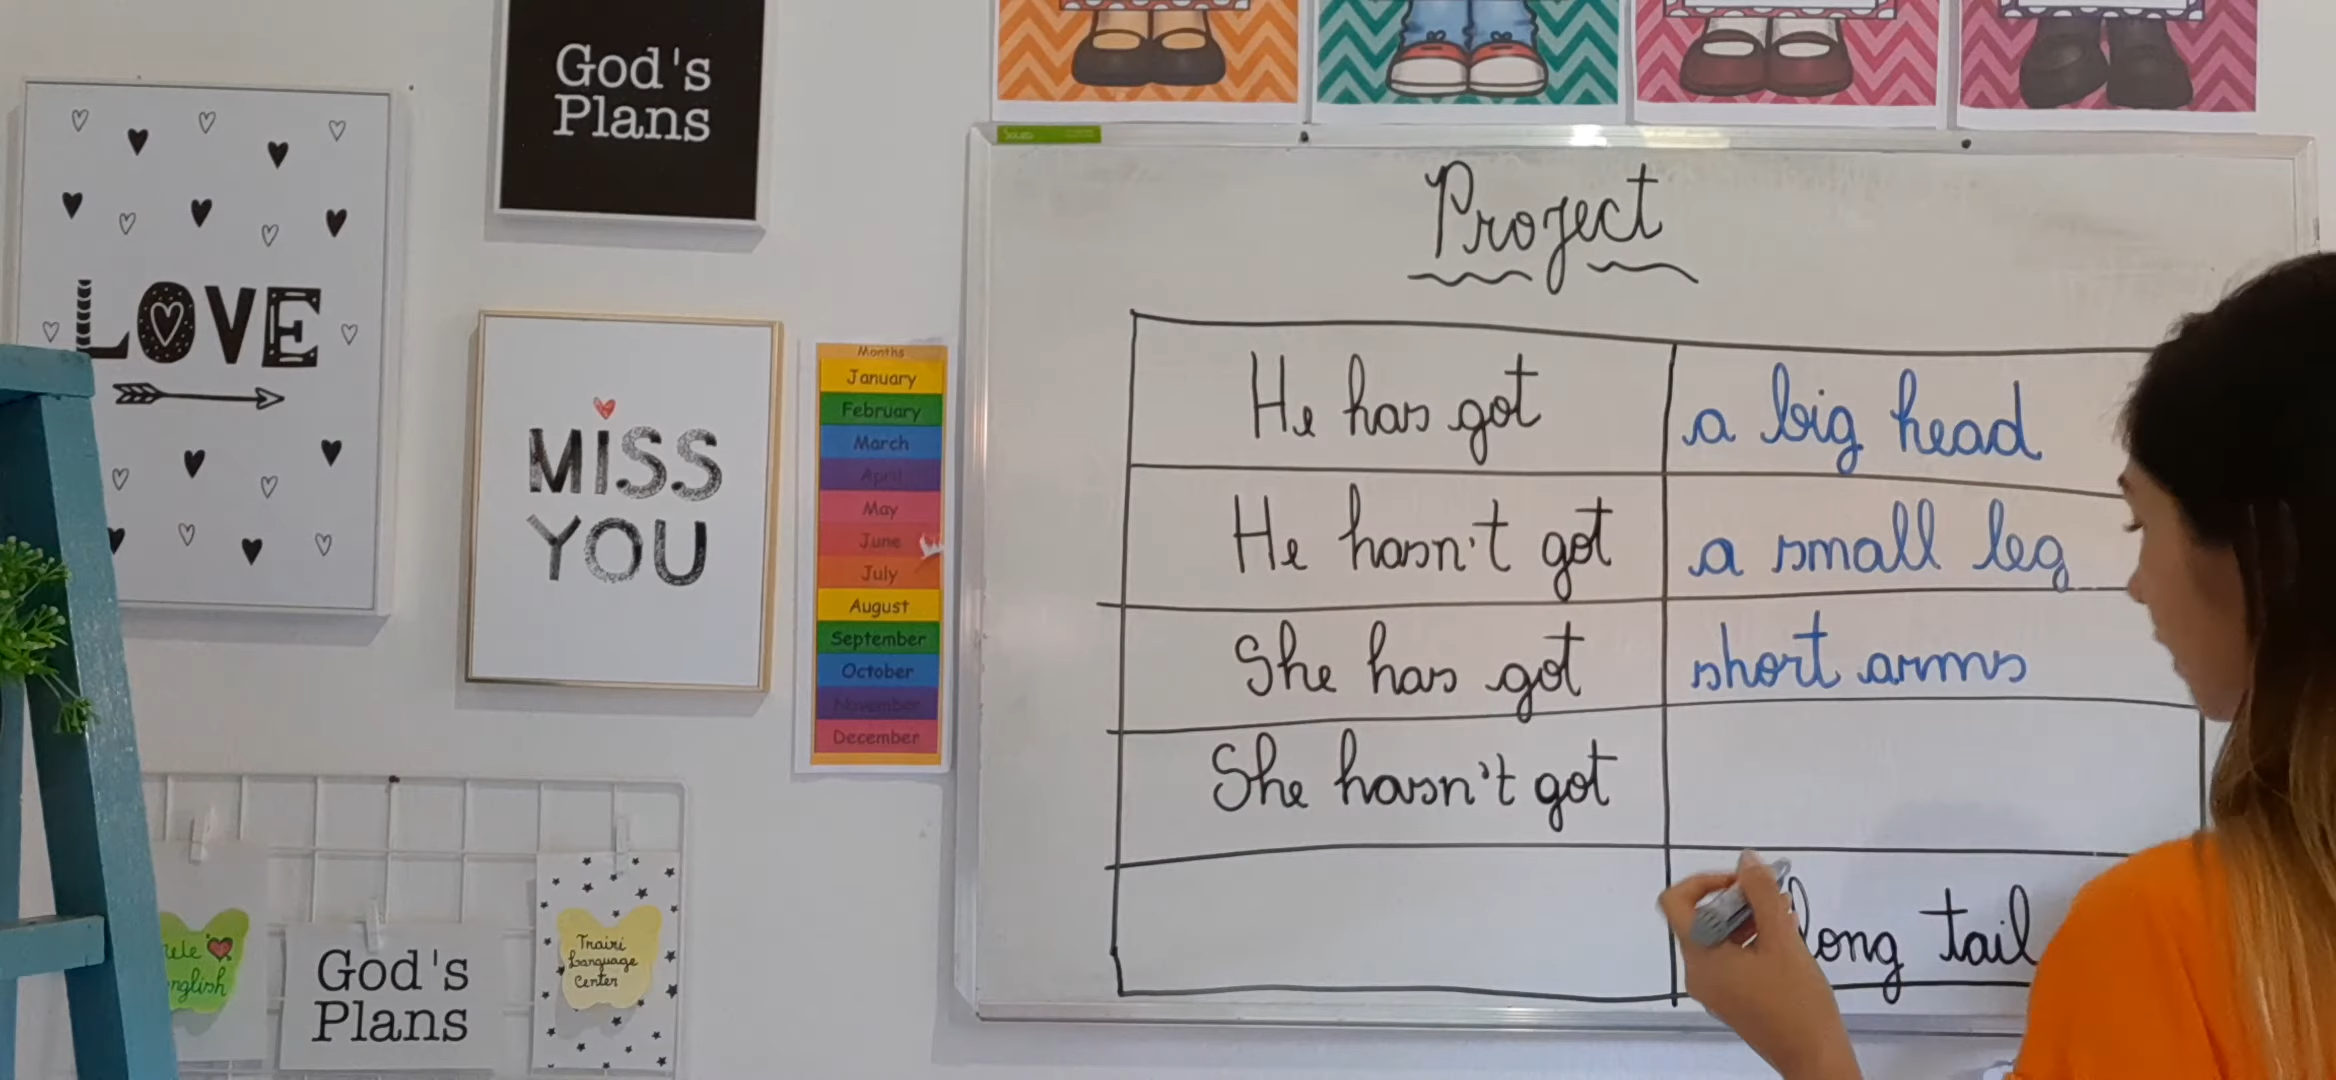 God's
Plans
LOVE
MISS
YOU
Months
January
February
March
April
May
June
July
August
September
October
November
December
Project
He has got a big head
He hasn't got a small leg
She has got short arms
She hasn't got
long tail
God's
Plans
Language
Center